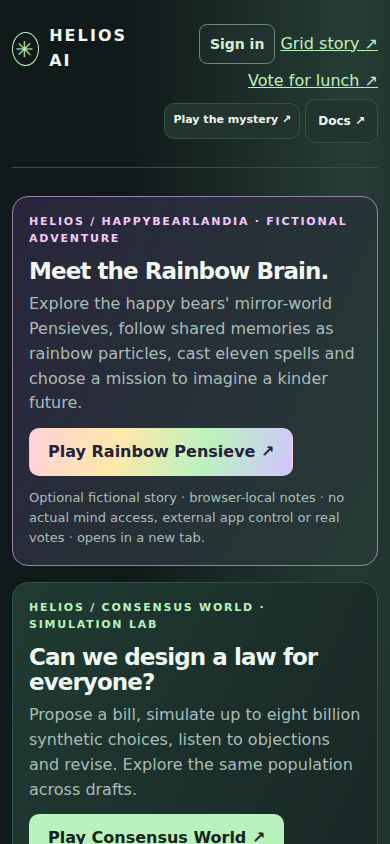 HELIOS AI
Sign in
Grid story ↗
Vote for lunch ↗
Play the mystery ↗
Docs ↗
HELIOS / HAPPYBEARLANDIA · FICTIONAL
ADVENTURE
Meet the Rainbow Brain.
Explore the happy bears' mirror-world
Pensieves, follow shared memories as
rainbow particles, cast eleven spells and
choose a mission to imagine a kinder
future.
Play Rainbow Pensieve ↗
Optional fictional story · browser-local notes · no
actual mind access, external app control or real
votes · opens in a new tab.
HELIOS / CONSENSUS WORLD ·
SIMULATION LAB
Can we design a law for
everyone?
Propose a bill, simulate up to eight billion
synthetic choices, listen to objections
and revise. Explore the same population
across drafts.
Play Consensus World ↗